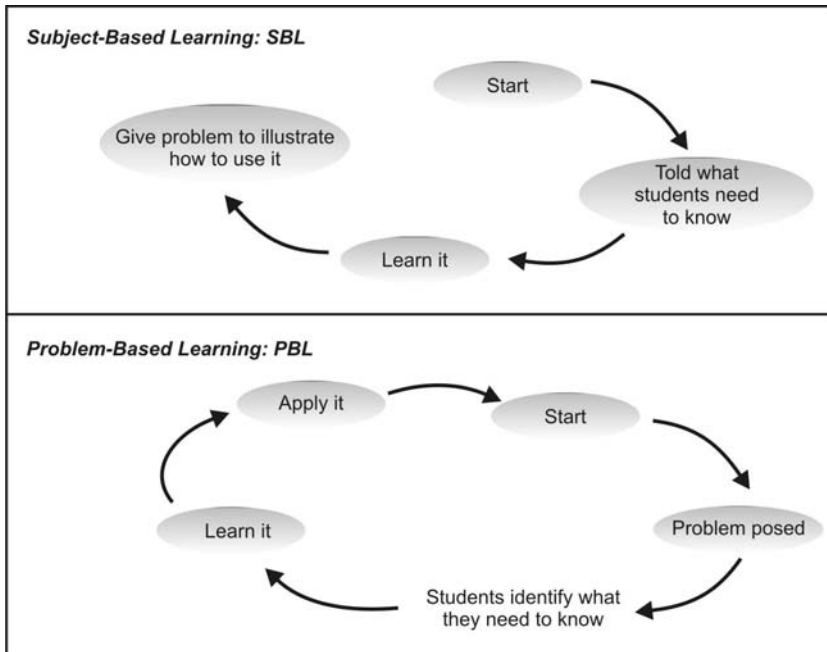 Subject-Based Learning: SBL
Start
Told what
students need
to know
Learn it
Give problem to illustrate
how to use it
Problem-Based Learning: PBL
Start
Problem posed
Students identify what
they need to know
Learn it
Apply it